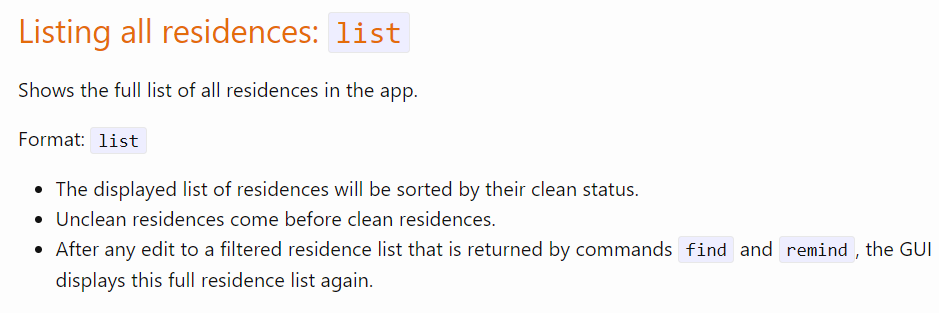 Listing all residences: list
Shows the full list of all residences in the app.
Format: list
• The displayed list of residences will be sorted by their clean status.
• Unclean residences come before clean residences.
• After any edit to a filtered residence list that is returned by commands find and remind, the GUI
displays this full residence list again.